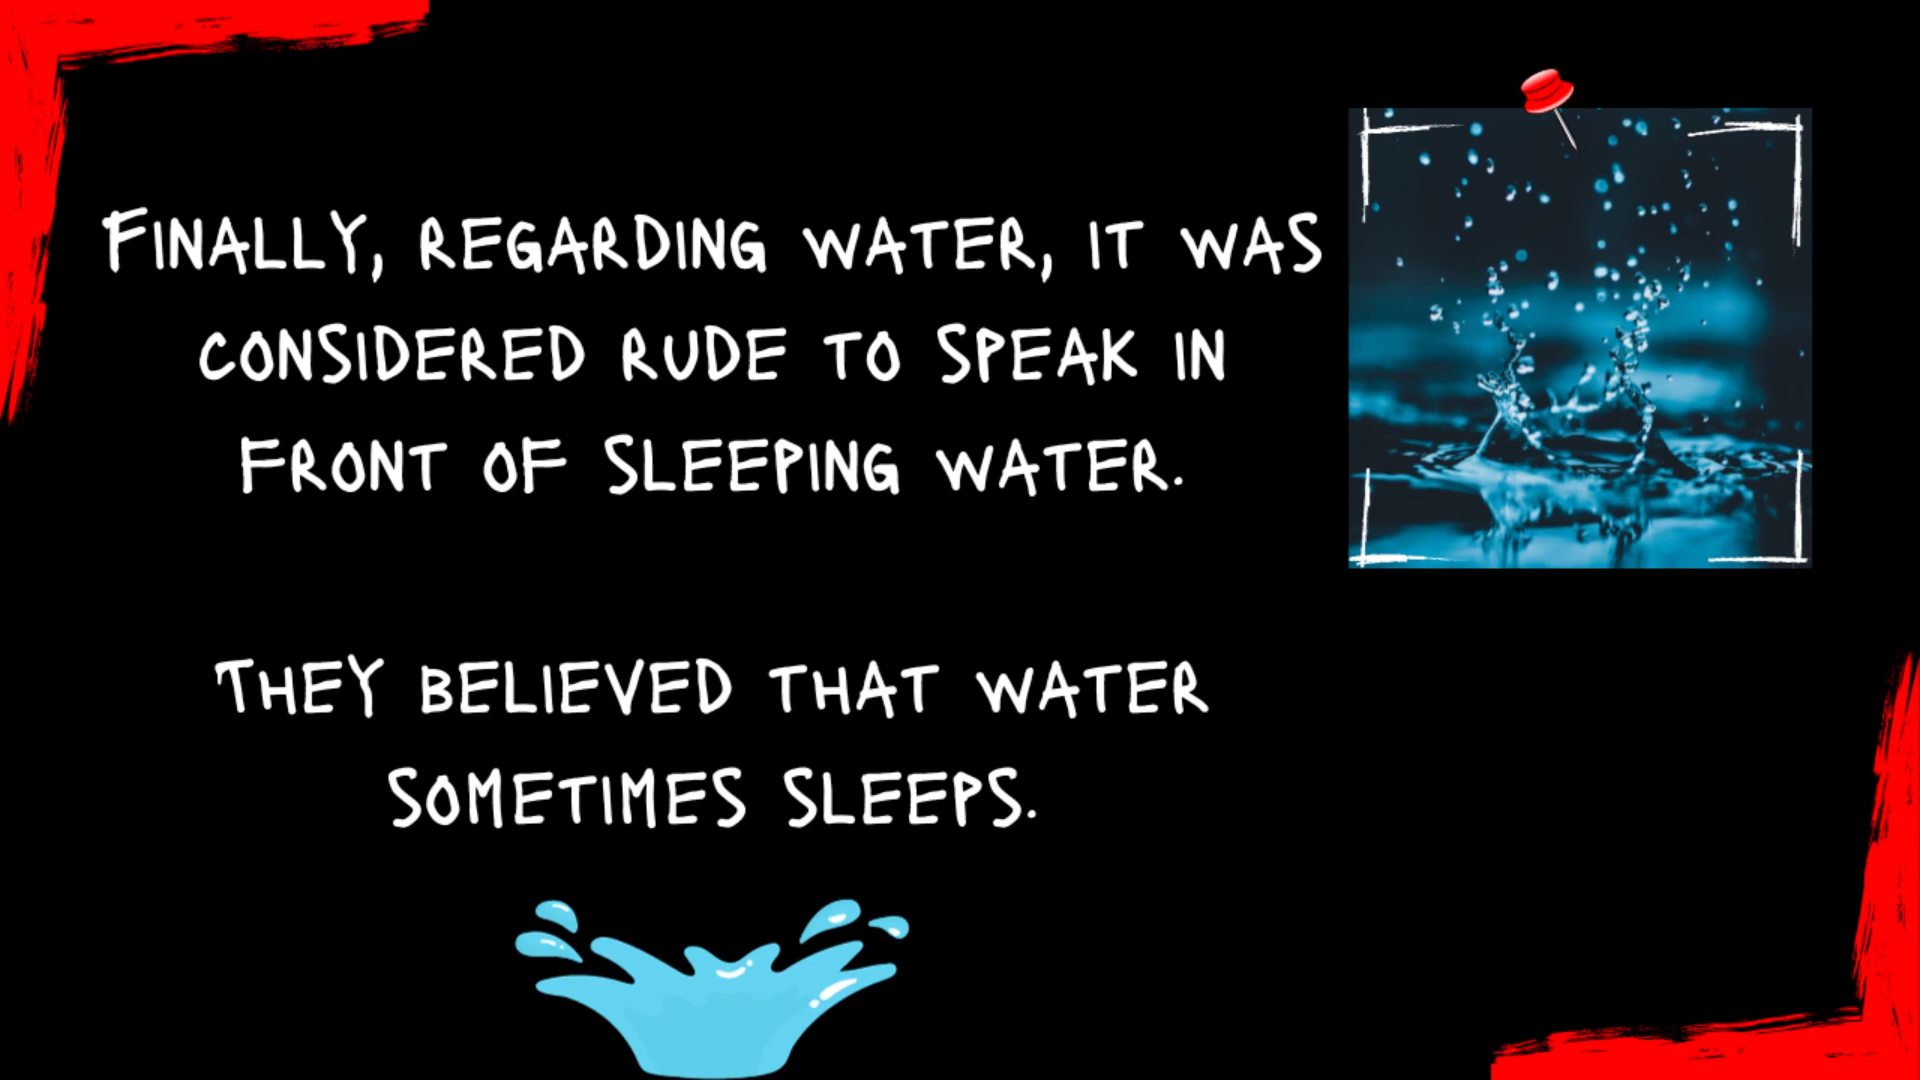 Finally, regarding water, it was
considered rude to speak in
front of sleeping water.
They believed that water
sometimes sleeps.